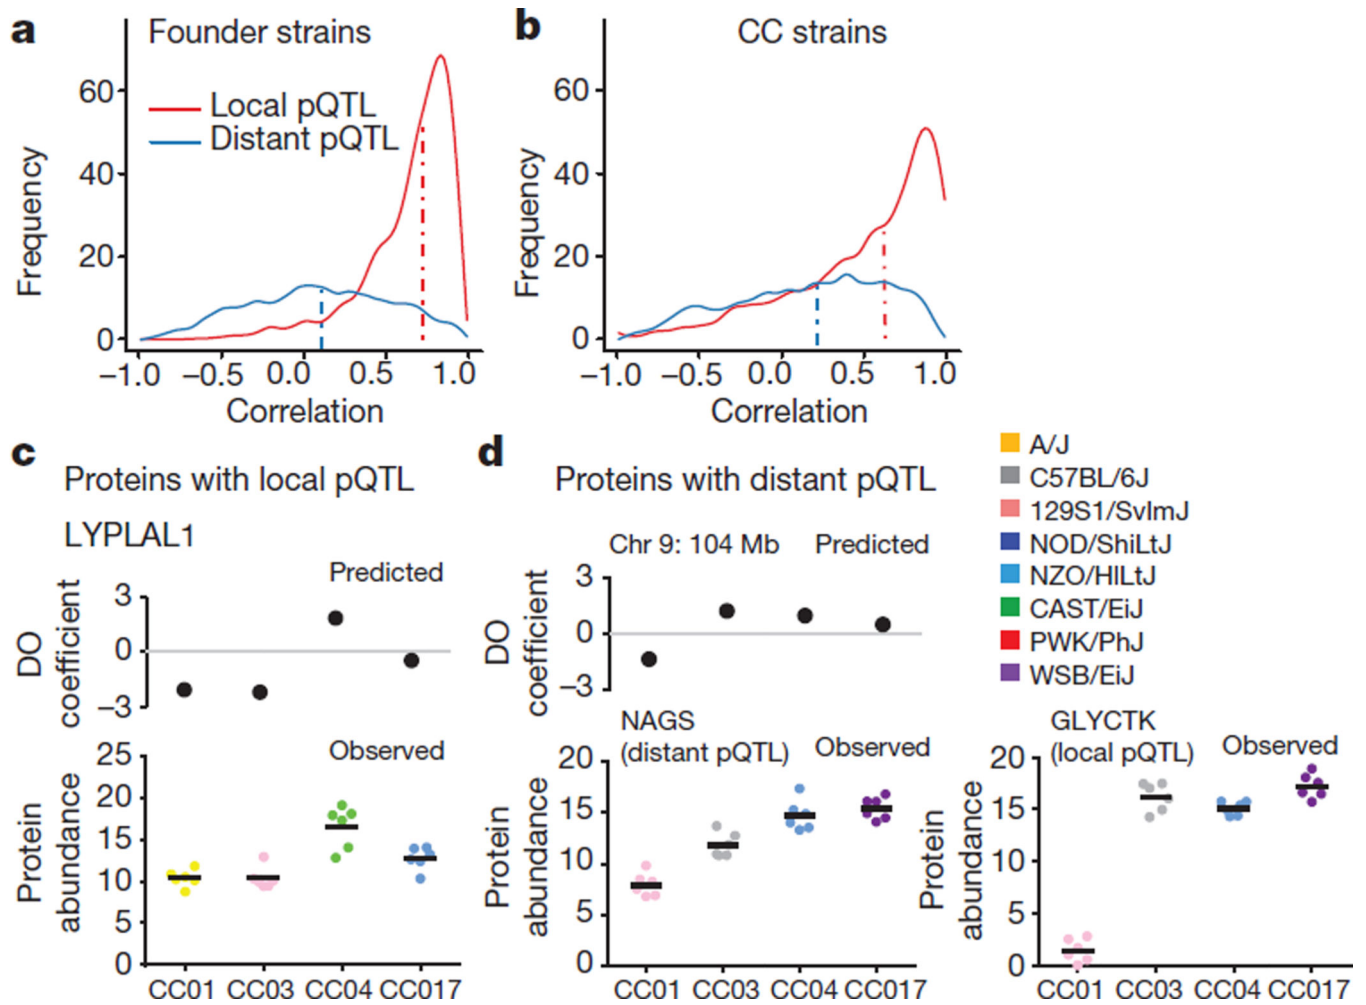 a
Founder strains
Local pQTL
Distant pQTL
Frequency
60
40
20
0
−1.0 −0.5 0.0 0.5 1.0
Correlation
b
CC strains
Frequency
60
40
20
0
−1.0 −0.5 0.0 0.5 1.0
Correlation
c
Proteins with local pQTL
LYPLAL1
Predicted
DO
coefficient
3
0
−3
Observed
Protein
abundance
25
20
15
10
5
0
CC01 CC03 CC04 CC017
d
Proteins with distant pQTL
Chr 9: 104 Mb Predicted
DO
coefficient
3
0
−3
NAGS
(distant pQTL) Observed
Protein
abundance
20
15
10
5
0
CC01 CC03 CC04 CC017
A/J
C57BL/6J
129S1/SvImJ
NOD/ShiLtJ
NZO/HILtJ
CAST/EiJ
PWK/PhJ
WSB/EiJ
GLYCTK
(local pQTL) Observed
Protein
abundance
20
15
10
5
0
CC01 CC03 CC04 CC017